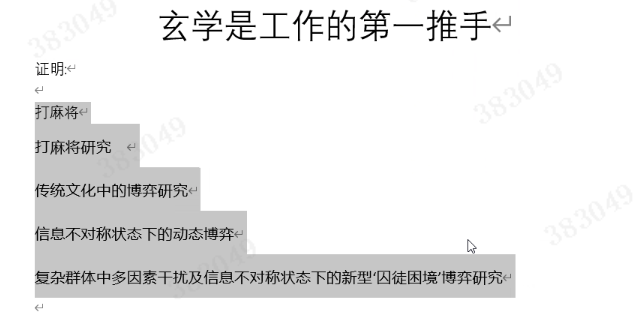 玄学是工作的第一推手
证明:
打麻将
打麻将研究
传统文化中的博弈研究
信息不对称状态下的动态博弈
复杂群体中多因素干扰及信息不对称状态下的新型‘囚徒困境’博弈研究
383049
383049
383049
383049
383049